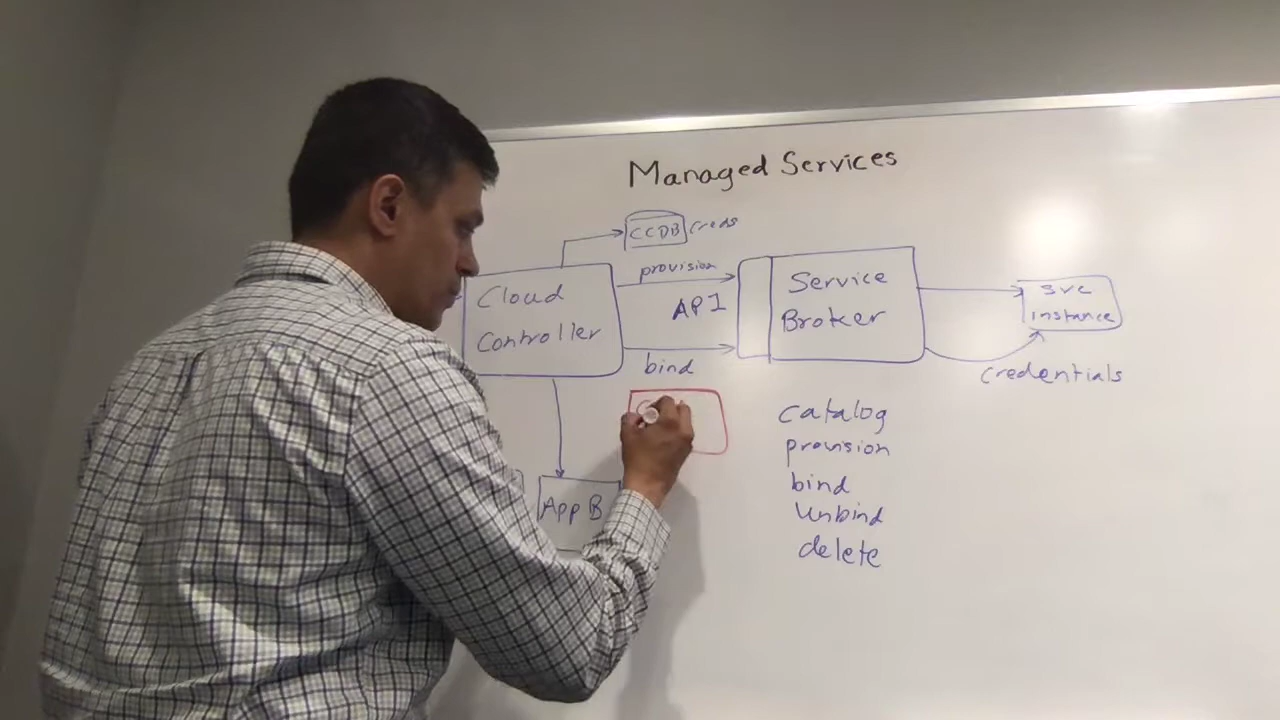 Managed Services
CCDB creds
provision
Cloud
Controller
API
Service
Broker
svc
instance
bind
credentials
catalog
provision
bind
unbind
delete
App B